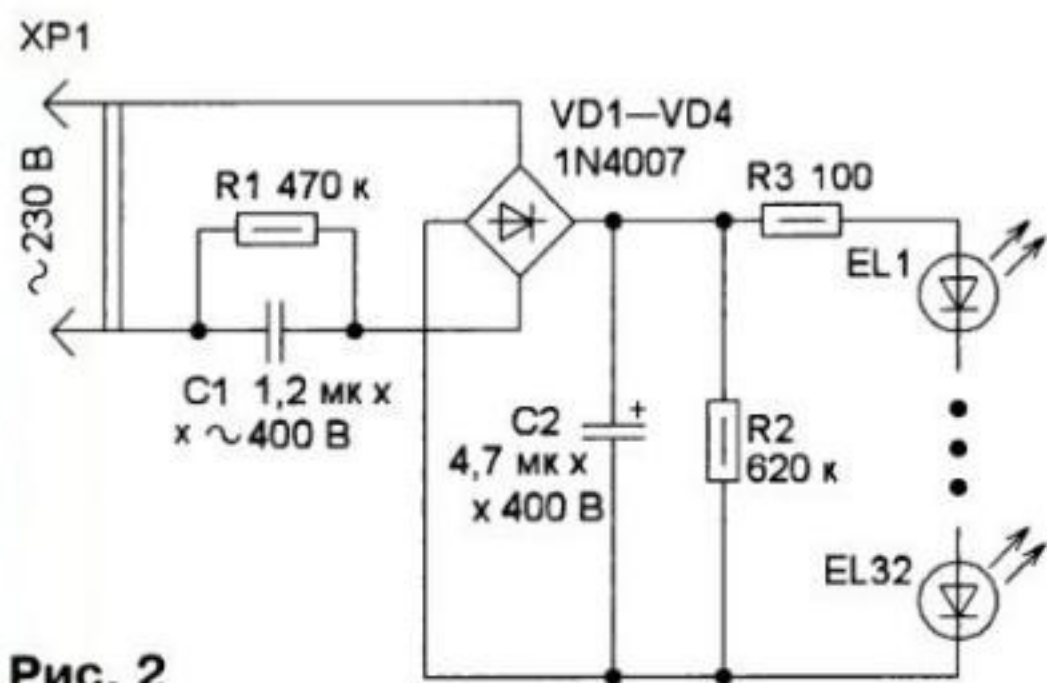 XP1
~230 В
R1 470 к
C1 1,2 мк х
х ~400 В
VD1—VD4
1N4007
C2
4,7 мк х
х 400 В
R2
620 к
R3 100
EL1
EL32
Рис. 2